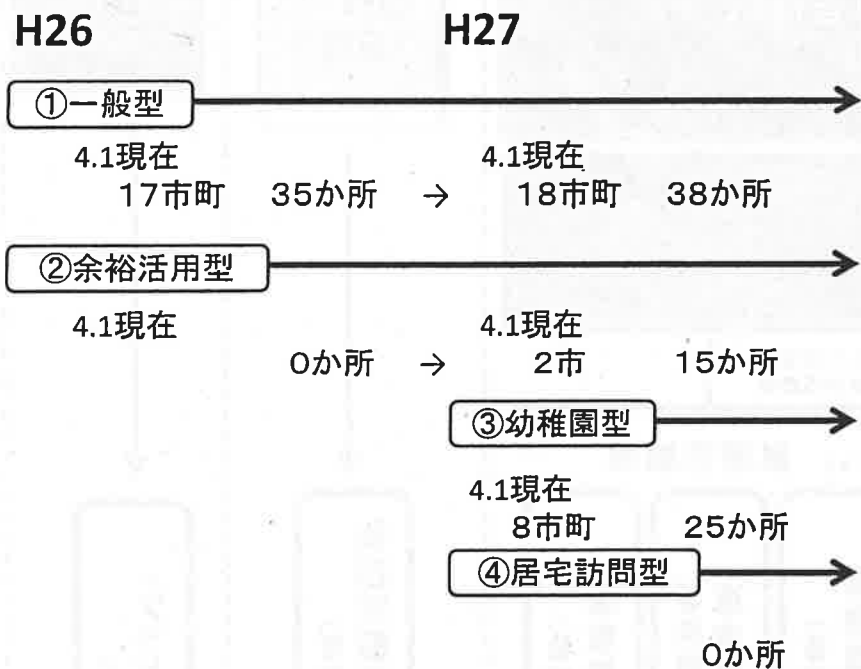 H26 H27
①一般型
4.1現在 4.1現在
17市町 35か所 → 18市町 38か所
②余裕活用型
4.1現在 4.1現在
0か所 → 2市 15か所
③幼稚園型
4.1現在
8市町 25か所
④居宅訪問型
0か所